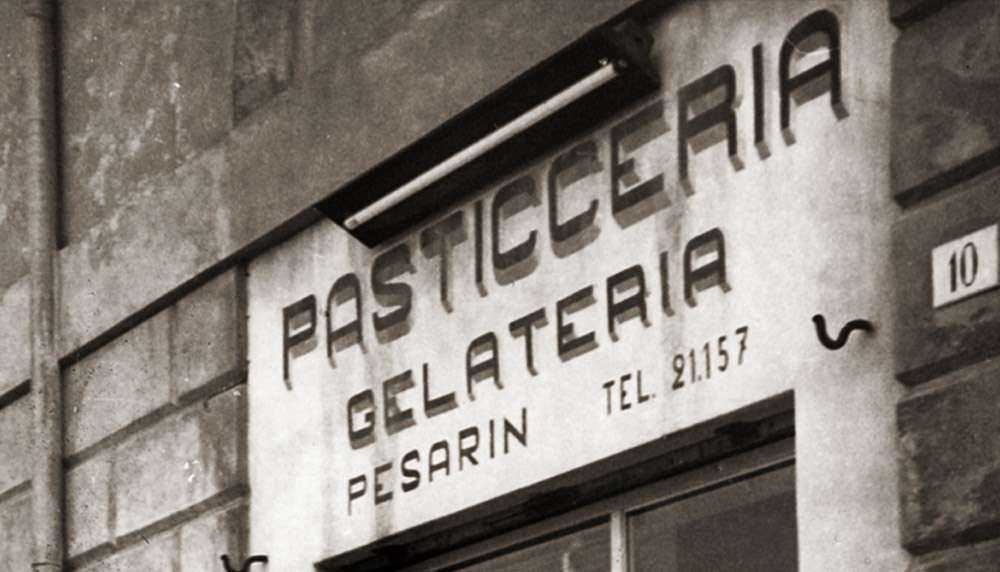 PASTICCERIA
GELATERIA
PESARIN TEL. 21.157
10